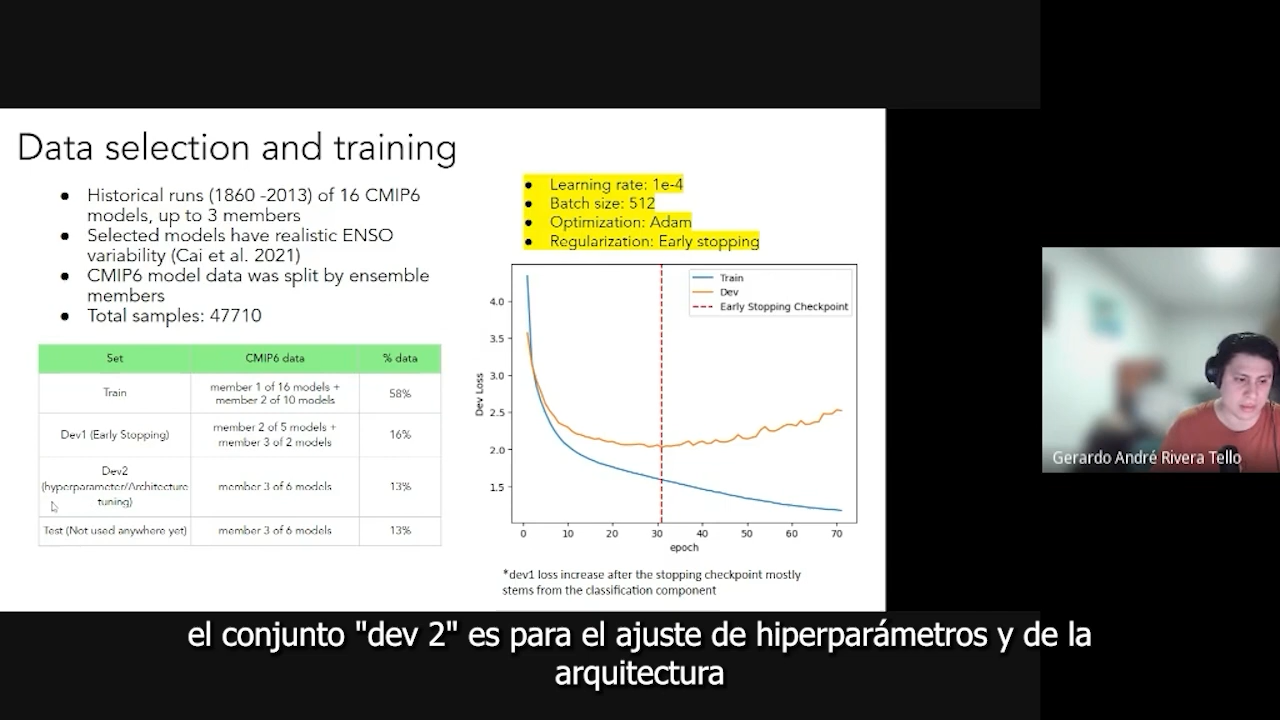 Data selection and training
● Historical runs (1860 -2013) of 16 CMIP6
models, up to 3 members
● Selected models have realistic ENSO
variability (Cai et al. 2021)
● CMIP6 model data was split by ensemble
members
● Total samples: 47710
Set CMIP6 data % data
Train member 1 of 16 models + member 2 of 10 models 58%
Dev1 (Early Stopping) member 2 of 5 models + member 3 of 2 models 16%
Dev2 (hyperparameter/Architecture tuning) member 3 of 6 models 13%
Test (Not used anywhere yet) member 3 of 6 models 13%
● Learning rate: 1e-4
● Batch size: 512
● Optimization: Adam
● Regularization: Early stopping
Train
Dev
Early Stopping Checkpoint
Dev Loss
4.0
3.5
3.0
2.5
2.0
1.5
0 10 20 30 40 50 60 70
epoch
*dev1 loss increase after the stopping checkpoint mostly
stems from the classification component
Gerardo André Rivera Tello
el conjunto "dev 2" es para el ajuste de hiperparámetros y de la
arquitectura